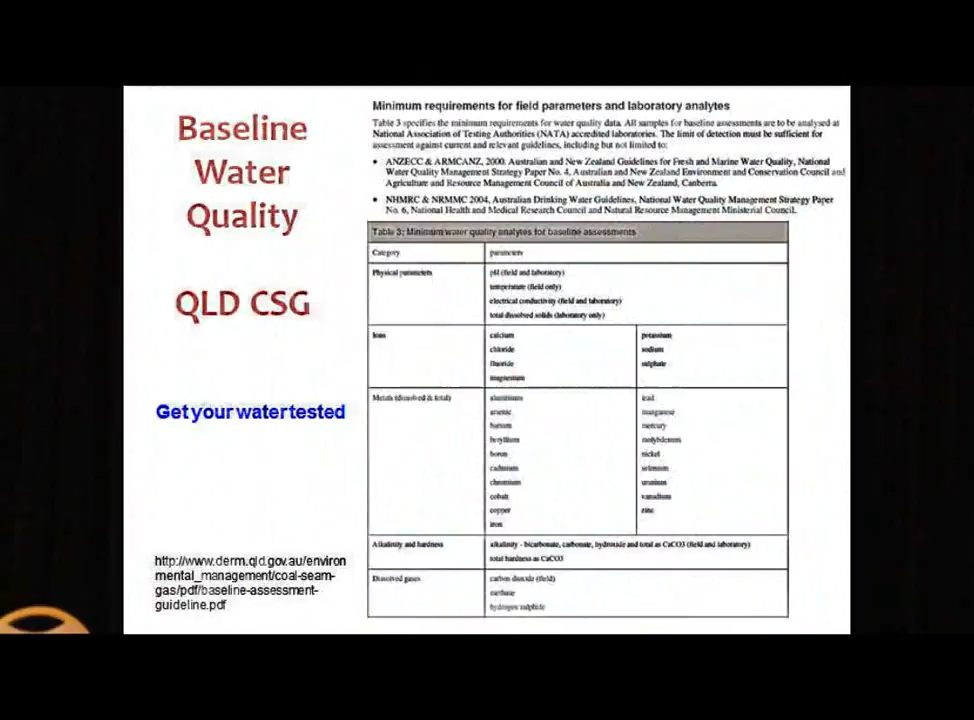 Baseline
Water
Quality
QLD CSG
Get your water tested
http://www.derm.qld.gov.au/environ
mental_management/coal-seam-
gas/pdf/baseline-assessment-
guideline.pdf
Minimum requirements for field parameters and laboratory analytes
Table 3 specifies the minimum requirements for water quality data. All samples for baseline assessments are to be analysed at
National Association of Testing Authorities (NATA) accredited laboratories. The limit of detection must be sufficient for
assessment against current and relevant guidelines, including but not limited to:
• ANZECC & ARMCANZ, 2000. Australian and New Zealand Guidelines for Fresh and Marine Water Quality, National
Water Quality Management Strategy Paper No. 4, Australian and New Zealand Environment and Conservation Council and
Agriculture and Resource Management Council of Australia and New Zealand, Canberra.
• NHMRC & NRMMC 2004, Australian Drinking Water Guidelines, National Water Quality Management Strategy Paper
No. 6, National Health and Medical Research Council and Natural Resource Management Ministerial Council.
Table 3: Minimum water quality analytes for baseline assessments
Category parameters
Physical parameters pH (field and laboratory)
temperature (field only)
electrical conductivity (field and laboratory)
total dissolved solids (laboratory only)
Ions calcium potassium
chloride sodium
fluoride sulphate
magnesium
Metals (dissolved & total) aluminium lead
arsenic manganese
barium mercury
beryllium molybdenum
boron nickel
cadmium selenium
chromium uranium
cobalt vanadium
copper zinc
iron
Alkalinity and hardness alkalinity - bicarbonate, carbonate, hydroxide and total as CaCO3 (field and laboratory)
total hardness as CaCO3
Dissolved gases carbon dioxide (field)
methane
hydrogen sulphide